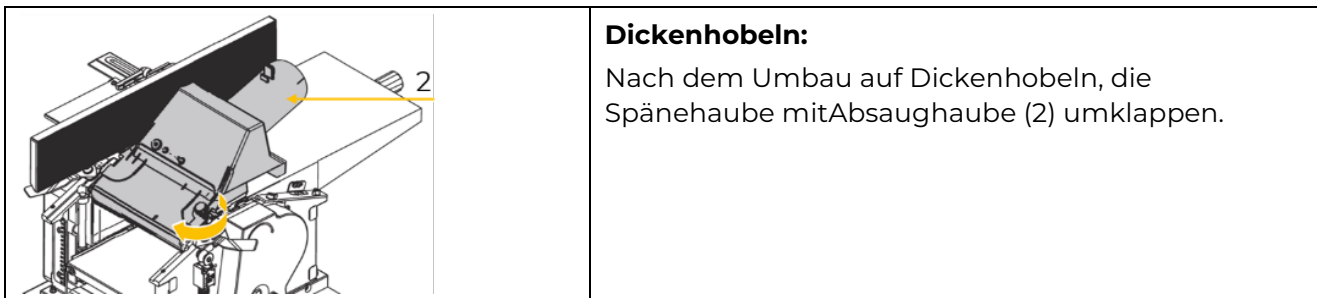 2
Dickenhobeln:
Nach dem Umbau auf Dickenhobeln, die
Spänehaube mitAbsaughaube (2) umklappen.